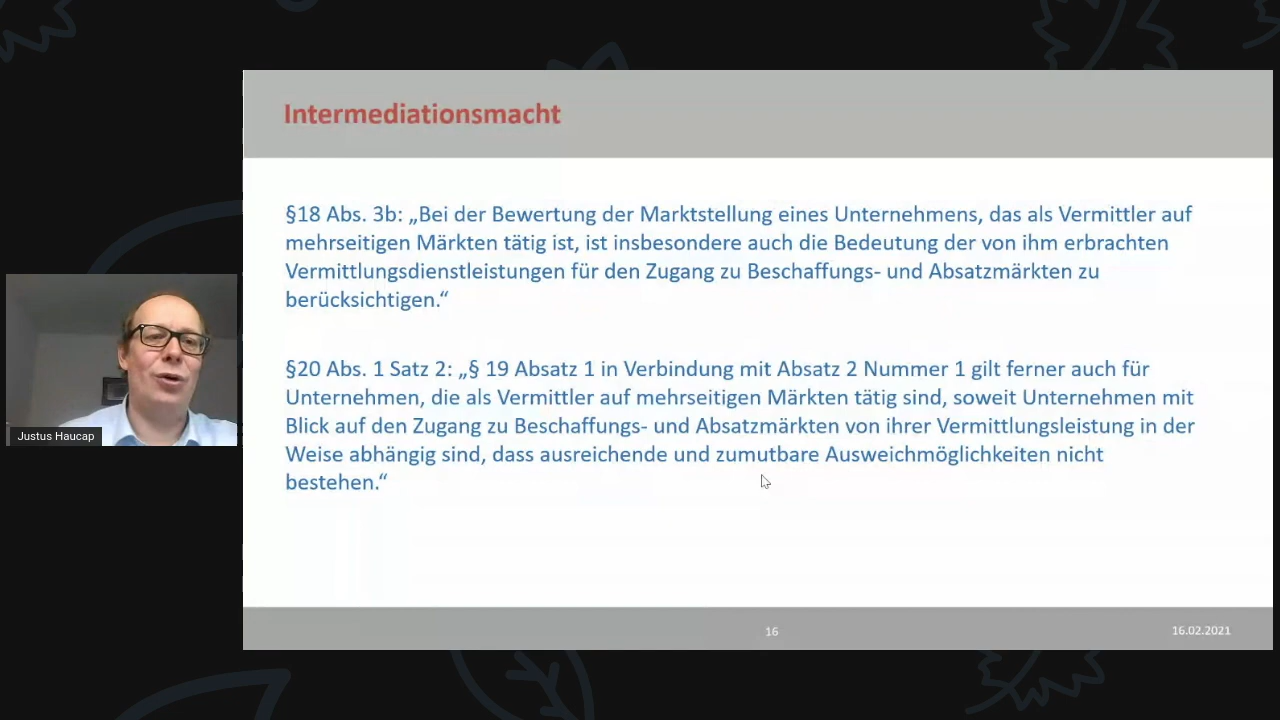 Intermediationsmacht
§18 Abs. 3b: „Bei der Bewertung der Marktstellung eines Unternehmens, das als Vermittler auf
mehrseitigen Märkten tätig ist, ist insbesondere auch die Bedeutung der von ihm erbrachten
Vermittlungsdienstleistungen für den Zugang zu Beschaffungs- und Absatzmärkten zu
berücksichtigen.“
§20 Abs. 1 Satz 2: „§ 19 Absatz 1 in Verbindung mit Absatz 2 Nummer 1 gilt ferner auch für
Unternehmen, die als Vermittler auf mehrseitigen Märkten tätig sind, soweit Unternehmen mit
Blick auf den Zugang zu Beschaffungs- und Absatzmärkten von ihrer Vermittlungsleistung in der
Weise abhängig sind, dass ausreichende und zumutbare Ausweichmöglichkeiten nicht
bestehen.“
Justus Haucap
16
16.02.2021